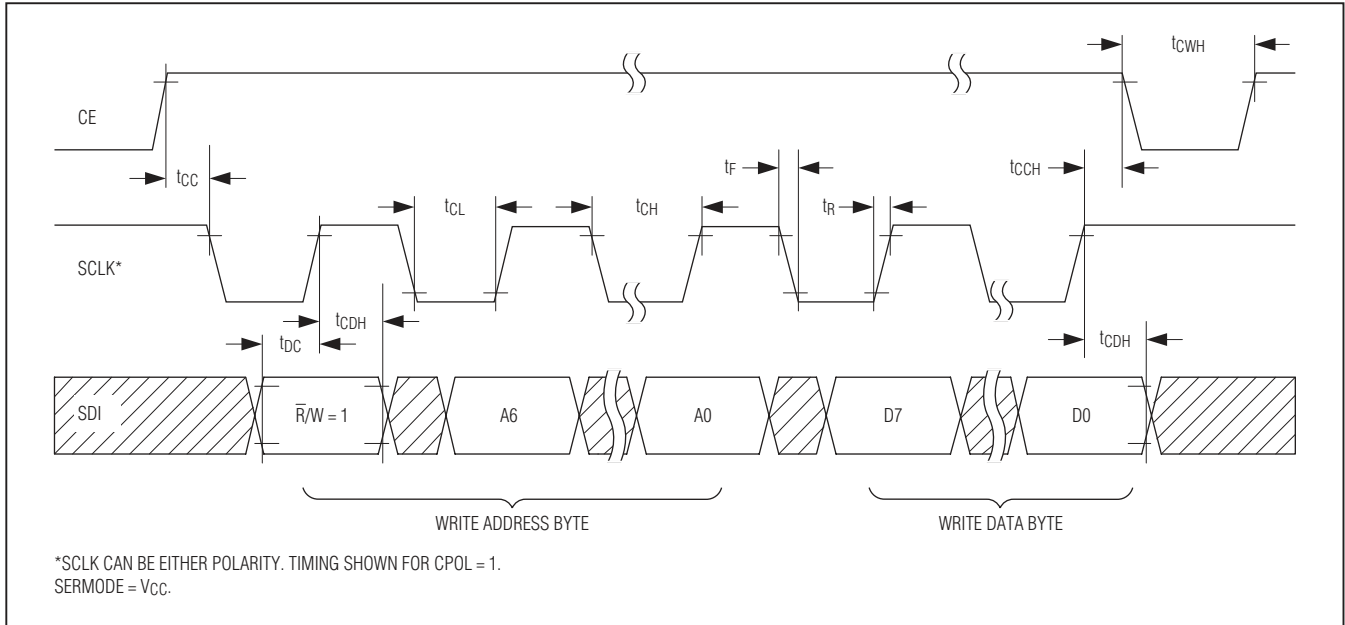 tCWH
CE
tCC
tF
tCCH
tCL
tCH
tR
SCLK*
tCDH
tDC
tCDH
SDI
R̅/W = 1
A6
A0
D7
D0
WRITE ADDRESS BYTE
WRITE DATA BYTE
*SCLK CAN BE EITHER POLARITY. TIMING SHOWN FOR CPOL = 1.
SERMODE = VCC.